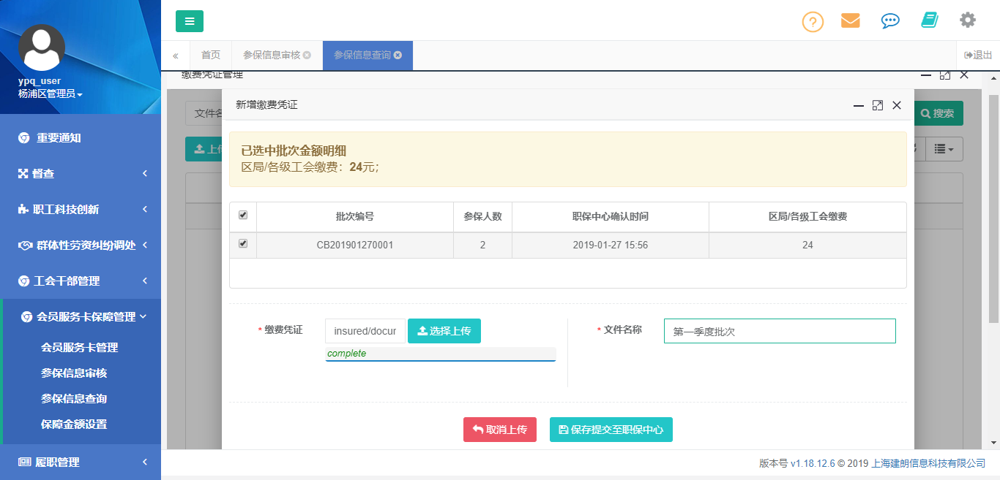 ypq_user
杨浦区管理员
重要通知
督查
职工科技创新
群体性劳资纠纷调处
工会干部管理
会员服务卡保障管理
会员服务卡管理
参保信息审核
参保信息查询
保障金额设置
履职管理
首页
参保信息审核
参保信息查询
退出
缴费凭证管理
文件名
搜索
上传
新增缴费凭证
已选中批次金额明细
区局/各级工会缴费：24元;
批次编号 参保人数 职保中心确认时间 区局/各级工会缴费
CB201901270001 2 2019-01-27 15:56 24
* 缴费凭证 insured/docur 选择上传
complete
* 文件名称 第一季度批次
取消上传 保存提交至职保中心
版本号 v1.18.12.6 © 2019 上海建朗信息科技有限公司